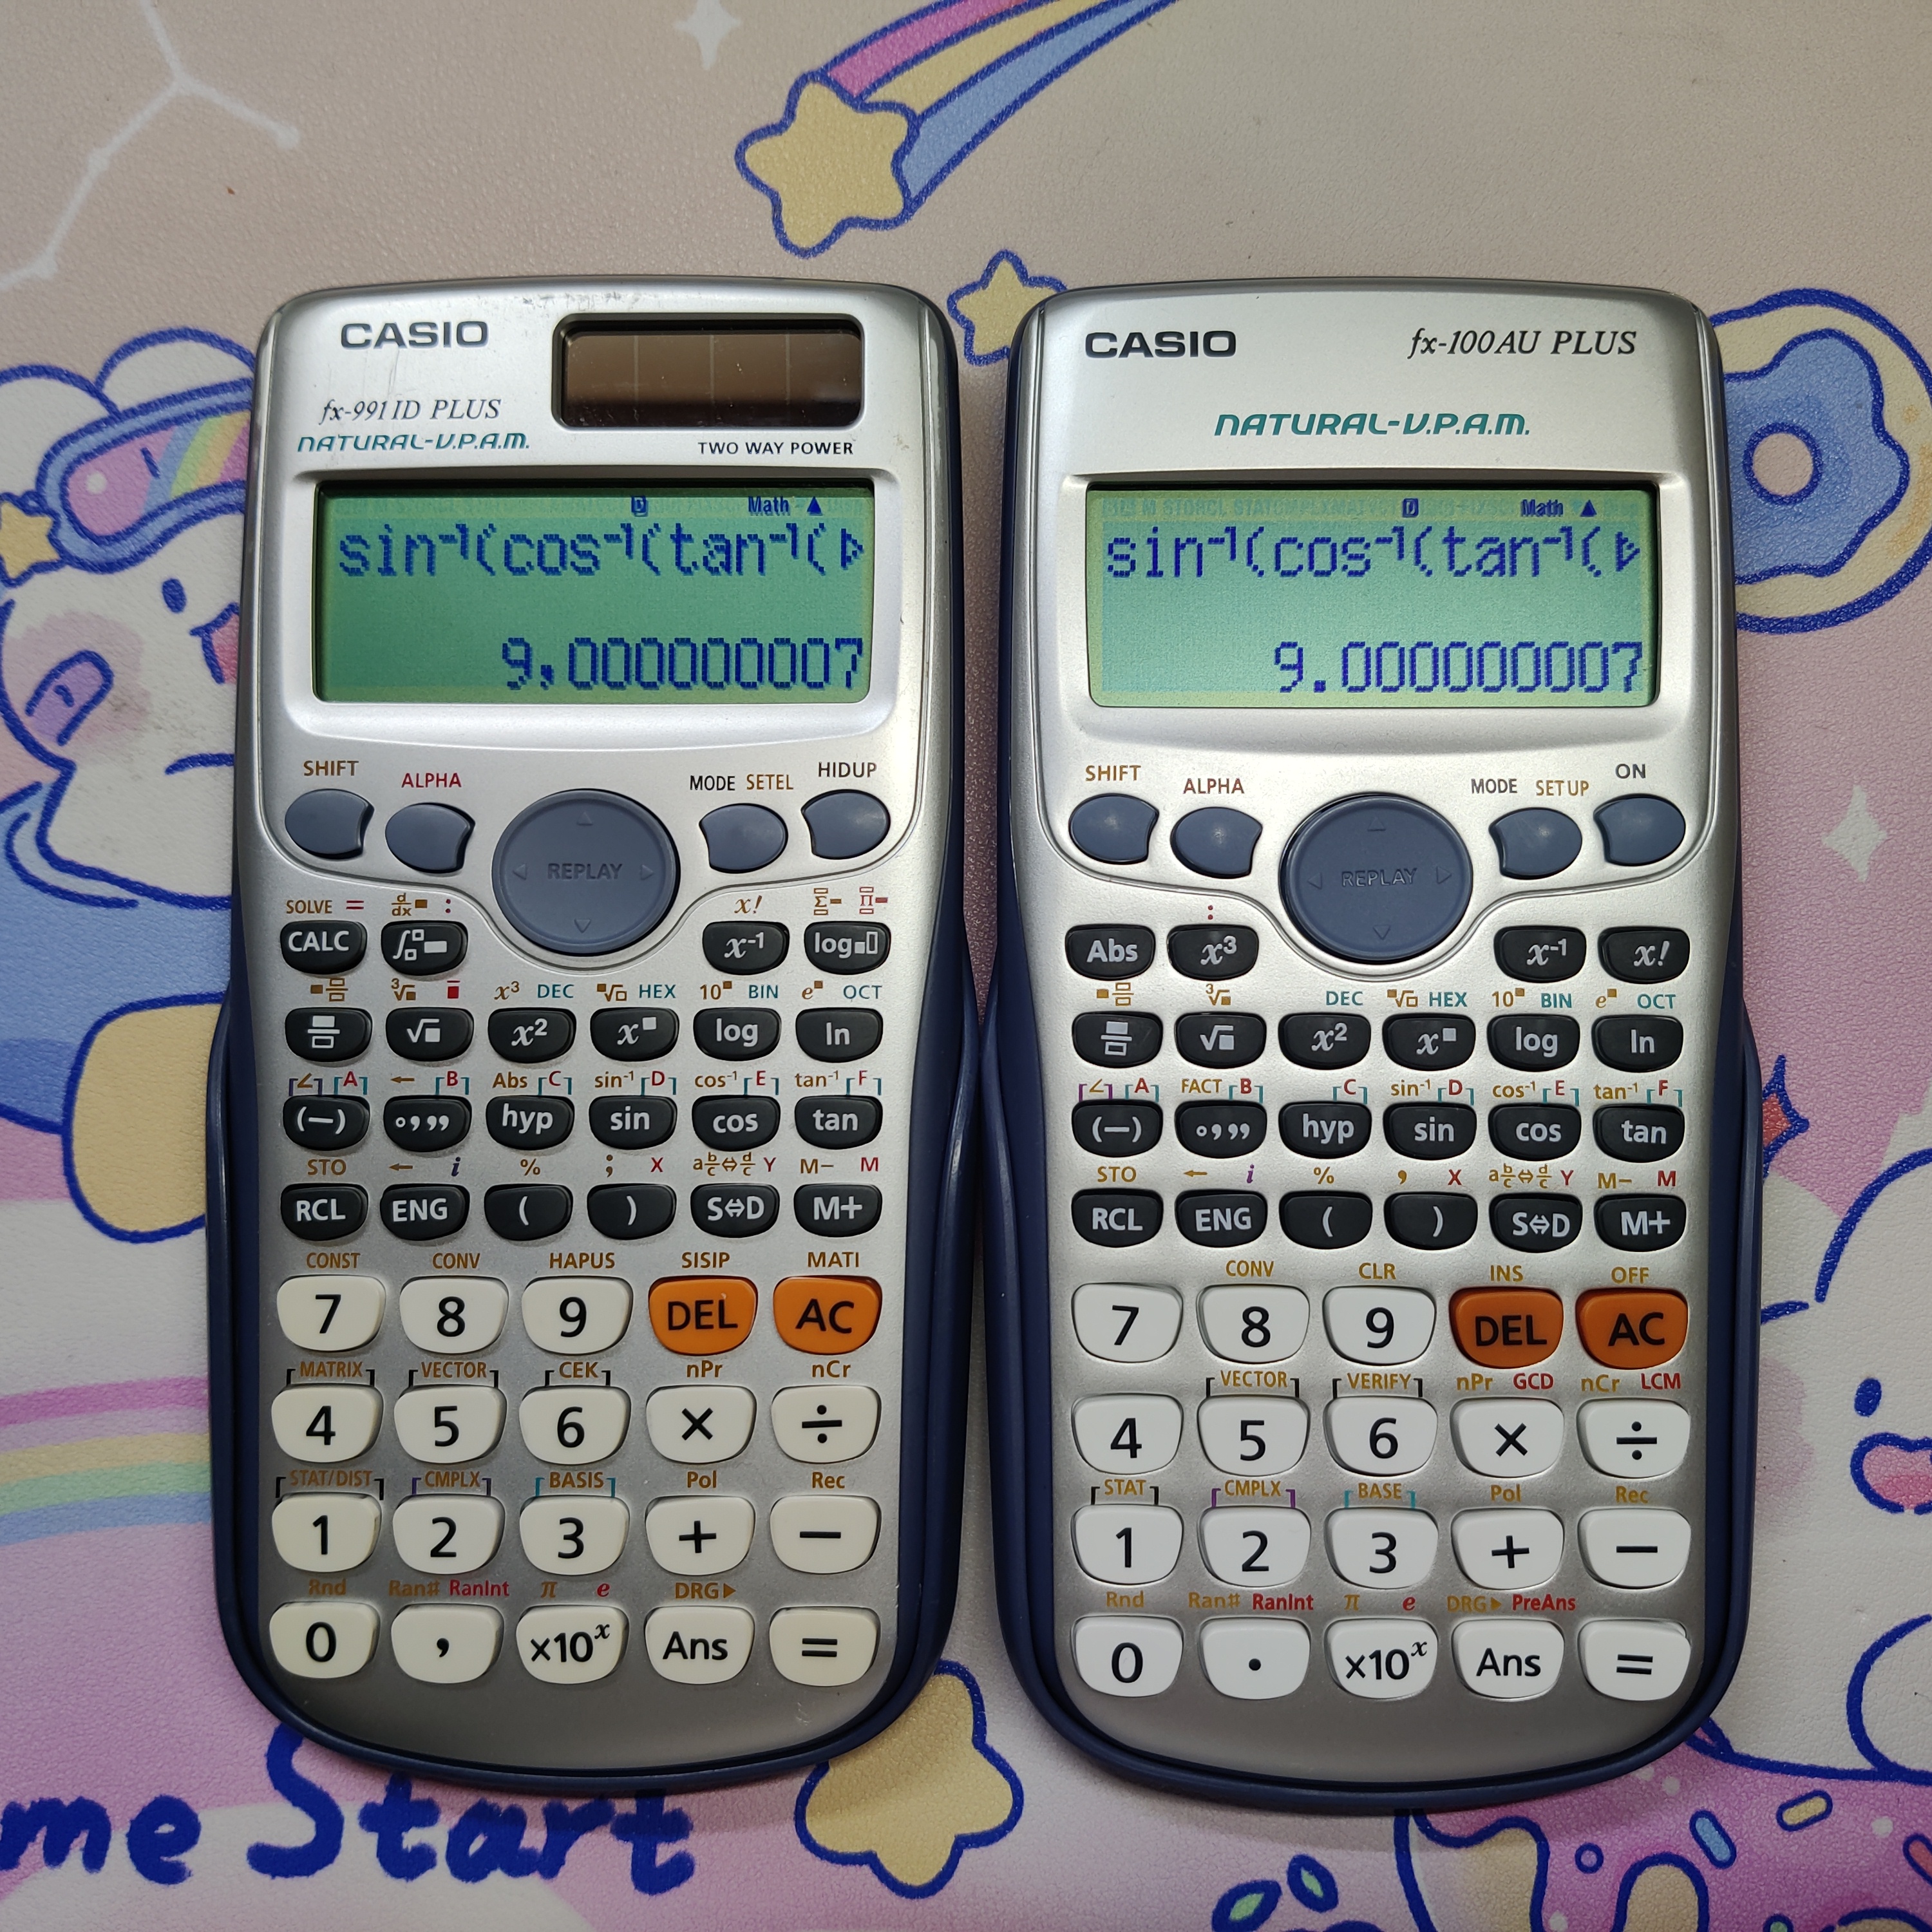 CASIO
fx-991ID PLUS
NATURAL-V.P.A.M.
TWO WAY POWER
D Math ▲
sin⁻¹(cos⁻¹(tan⁻¹(
9,000000007
SHIFT ALPHA MODE SETEL HIDUP
REPLAY
SOLVE = d/dx : x! Σ Π
CALC ∫ x⁻¹ log
³√ x³ DEC √ HEX 10 BIN e OCT
√ x² x log ln
∠ A ← B Abs C sin⁻¹ D cos⁻¹ E tan⁻¹ F
(−) °,,, hyp sin cos tan
STO ← i % ; X a b/c⇔d/c Y M− M
RCL ENG ( ) S⇔D M+
CONST CONV HAPUS SISIP MATI
7 8 9 DEL AC
MATRIX VECTOR CEK nPr nCr
4 5 6 × ÷
STAT/DIST CMPLX BASIS Pol Rec
1 2 3 + −
Rnd Ran# RanInt π e DRG▶
0 , ×10ˣ Ans =
CASIO fx-100AU PLUS
NATURAL-V.P.A.M.
D Math ▲
sin⁻¹(cos⁻¹(tan⁻¹(
9.000000007
SHIFT ALPHA MODE SETUP ON
REPLAY
:
Abs x³ x⁻¹ x!
³√ DEC √ HEX 10 BIN e OCT
√ x² x log ln
∠ A FACT B C sin⁻¹ D cos⁻¹ E tan⁻¹ F
(−) °,,, hyp sin cos tan
STO ← i % , X a b/c⇔d/c Y M− M
RCL ENG ( ) S⇔D M+
CONV CLR INS OFF
7 8 9 DEL AC
VECTOR VERIFY nPr GCD nCr LCM
4 5 6 × ÷
STAT CMPLX BASE Pol Rec
1 2 3 + −
Rnd Ran# RanInt π e DRG▶ PreAns
0 . ×10ˣ Ans =
me Start